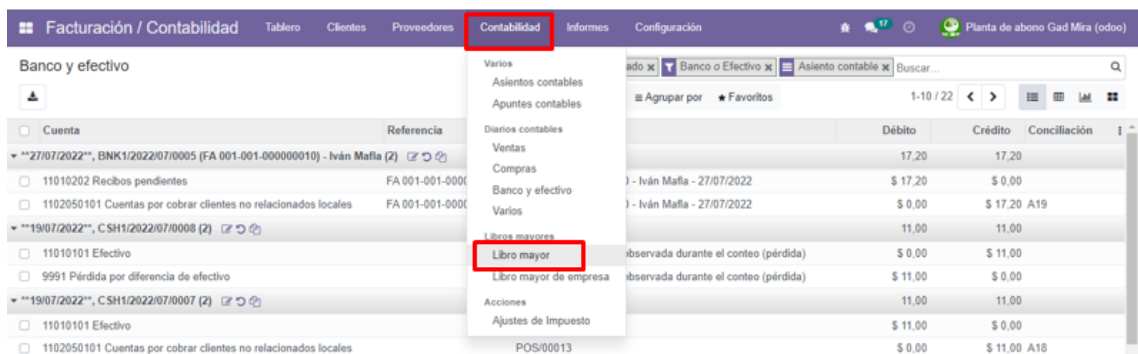 Facturación / Contabilidad Tablero Clientes Proveedores Contabilidad Informes Configuración 17 Planta de abono Gad Mira (odoo)
Banco y efectivo
Varios
Asientos contables
Apuntes contables
Diarios contables
Ventas
Compras
Banco y efectivo
Varios
Libros mayores
Libro mayor
Libro mayor de empresa
Acciones
Ajustes de Impuesto
ado x Banco o Efectivo x Asiento contable x Buscar...
Agrupar por Favoritos 1-10 / 22
Cuenta Referencia Débito Crédito Conciliación
**27/07/2022**, BNK1/2022/07/0005 (FA 001-001-000000010) - Iván Mafla (2) 17,20 17,20
11010202 Recibos pendientes FA 001-001-0000 - Iván Mafla - 27/07/2022 $ 17,20 $ 0,00
1102050101 Cuentas por cobrar clientes no relacionados locales FA 001-001-0000 0 - Iván Mafla - 27/07/2022 $ 0,00 $ 17,20 A19
**19/07/2022**, CSH1/2022/07/0008 (2) 11,00 11,00
11010101 Efectivo observada durante el conteo (pérdida) $ 0,00 $ 11,00
9991 Pérdida por diferencia de efectivo observada durante el conteo (pérdida) $ 11,00 $ 0,00
**19/07/2022**, CSH1/2022/07/0007 (2) 11,00 11,00
11010101 Efectivo $ 11,00 $ 0,00
1102050101 Cuentas por cobrar clientes no relacionados locales POS/00013 $ 0,00 $ 11,00 A18